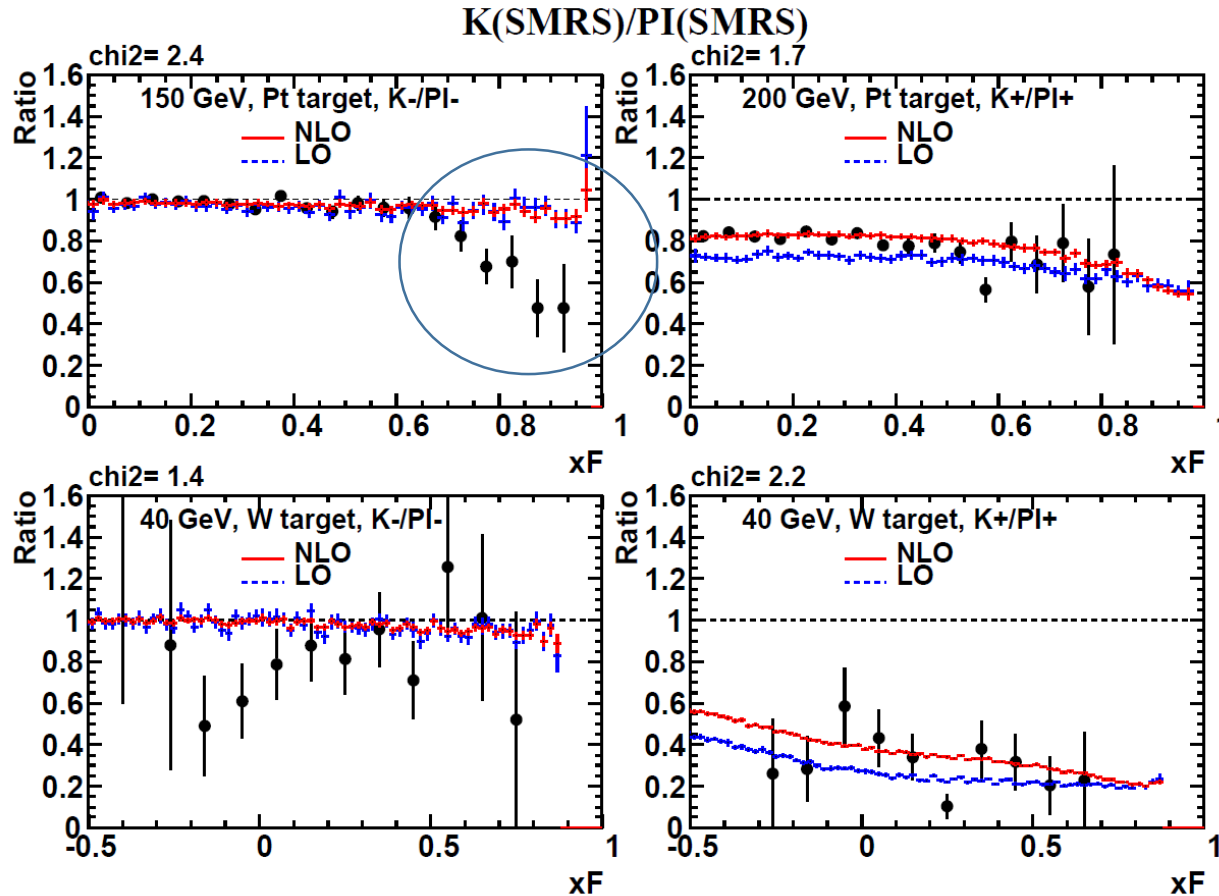 K(SMRS)/PI(SMRS)
chi2= 2.4
150 GeV, Pt target, K-/PI-
NLO
LO
Ratio
1.6
1.4
1.2
1
0.8
0.6
0.4
0.2
0
0 0.2 0.4 0.6 0.8 1
xF
chi2= 1.7
200 GeV, Pt target, K+/PI+
NLO
LO
Ratio
1.6
1.4
1.2
1
0.8
0.6
0.4
0.2
0
0 0.2 0.4 0.6 0.8 1
xF
chi2= 1.4
40 GeV, W target, K-/PI-
NLO
LO
Ratio
1.6
1.4
1.2
1
0.8
0.6
0.4
0.2
0
-0.5 0 0.5 1
xF
chi2= 2.2
40 GeV, W target, K+/PI+
NLO
LO
Ratio
1.6
1.4
1.2
1
0.8
0.6
0.4
0.2
0
-0.5 0 0.5 1
xF